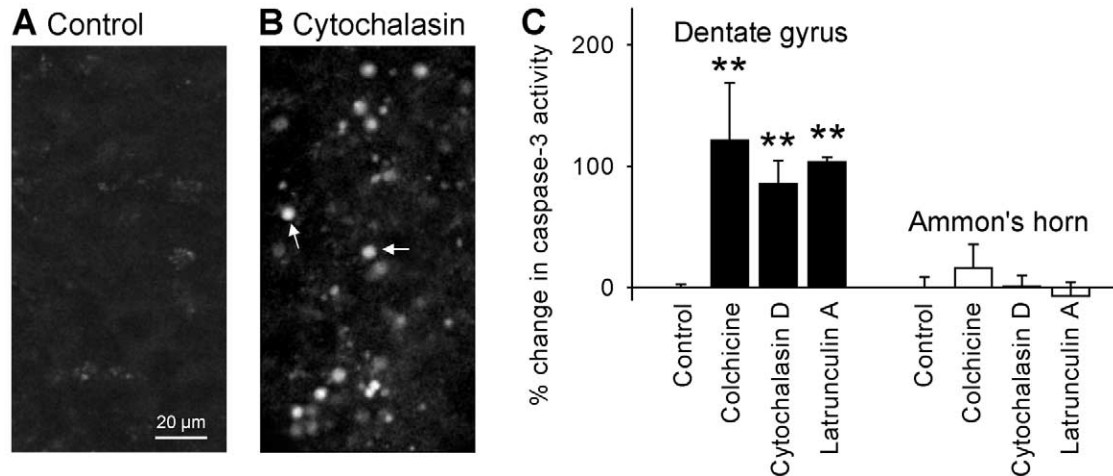 A Control
20 µm
B Cytochalasin
C
% change in caspase-3 activity
200
100
0
Dentate gyrus
**
**
**
Ammon's horn
Control
Colchicine
Cytochalasin D
Latrunculin A
Control
Colchicine
Cytochalasin D
Latrunculin A